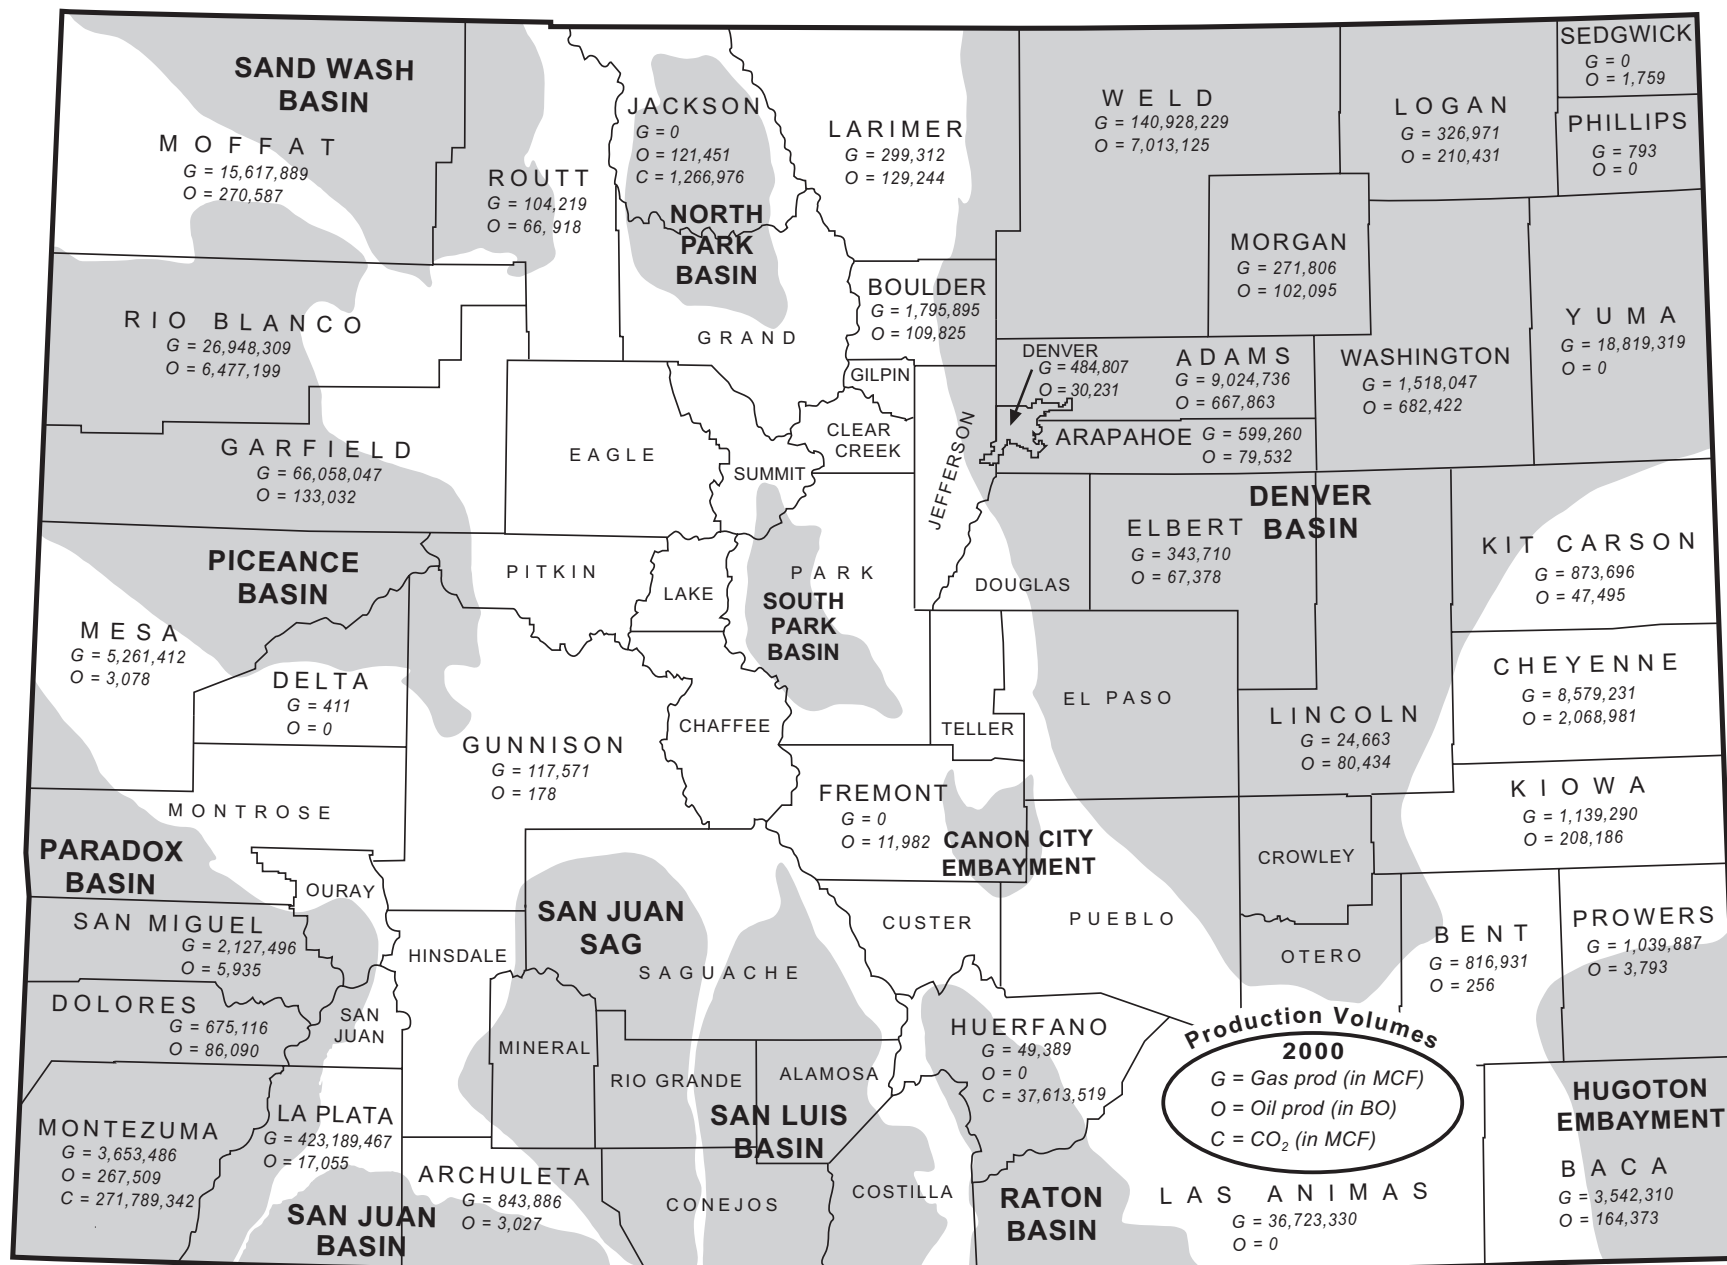 SAND WASH
BASIN
MOFFAT
G = 15,617,889
O = 270,587
ROUTT
G = 104,219
O = 66, 918
JACKSON
G = 0
O = 121,451
C = 1,266,976
NORTH
PARK
BASIN
LARIMER
G = 299,312
O = 129,244
WELD
G = 140,928,229
O = 7,013,125
LOGAN
G = 326,971
O = 210,431
SEDGWICK
G = 0
O = 1,759
PHILLIPS
G = 793
O = 0
MORGAN
G = 271,806
O = 102,095
YUMA
G = 18,819,319
O = 0
RIO BLANCO
G = 26,948,309
O = 6,477,199
GRAND
BOULDER
G = 1,795,895
O = 109,825
GILPIN
DENVER
G = 484,807
O = 30,231
ADAMS
G = 9,024,736
O = 667,863
WASHINGTON
G = 1,518,047
O = 682,422
GARFIELD
G = 66,058,047
O = 133,032
EAGLE
SUMMIT
CLEAR
CREEK
JEFFERSON
ARAPAHOE
G = 599,260
O = 79,532
DENVER
BASIN
ELBERT
G = 343,710
O = 67,378
KIT CARSON
G = 873,696
O = 47,495
PICEANCE
BASIN
PITKIN
LAKE
PARK
SOUTH
PARK
BASIN
DOUGLAS
MESA
G = 5,261,412
O = 3,078
DELTA
G = 411
O = 0
GUNNISON
G = 117,571
O = 178
CHAFFEE
TELLER
EL PASO
LINCOLN
G = 24,663
O = 80,434
CHEYENNE
G = 8,579,231
O = 2,068,981
MONTROSE
FREMONT
G = 0
O = 11,982
CANON CITY
EMBAYMENT
KIOWA
G = 1,139,290
O = 208,186
PARADOX
BASIN
OURAY
CROWLEY
SAN MIGUEL
G = 2,127,496
O = 5,935
HINSDALE
SAN JUAN
SAG
SAGUACHE
CUSTER
PUEBLO
OTERO
BENT
G = 816,931
O = 256
PROWERS
G = 1,039,887
O = 3,793
DOLORES
G = 675,116
O = 86,090
SAN
JUAN
MINERAL
RIO GRANDE
ALAMOSA
HUERFANO
G = 49,389
O = 0
C = 37,613,519
Production Volumes
2000
G = Gas prod (in MCF)
O = Oil prod (in BO)
C = CO2 (in MCF)
HUGOTON
EMBAYMENT
MONTEZUMA
G = 3,653,486
O = 267,509
C = 271,789,342
LA PLATA
G = 423,189,467
O = 17,055
SAN LUIS
BASIN
BACA
G = 3,542,310
O = 164,373
SAN JUAN
BASIN
ARCHULETA
G = 843,886
O = 3,027
CONEJOS
COSTILLA
RATON
BASIN
LAS ANIMAS
G = 36,723,330
O = 0